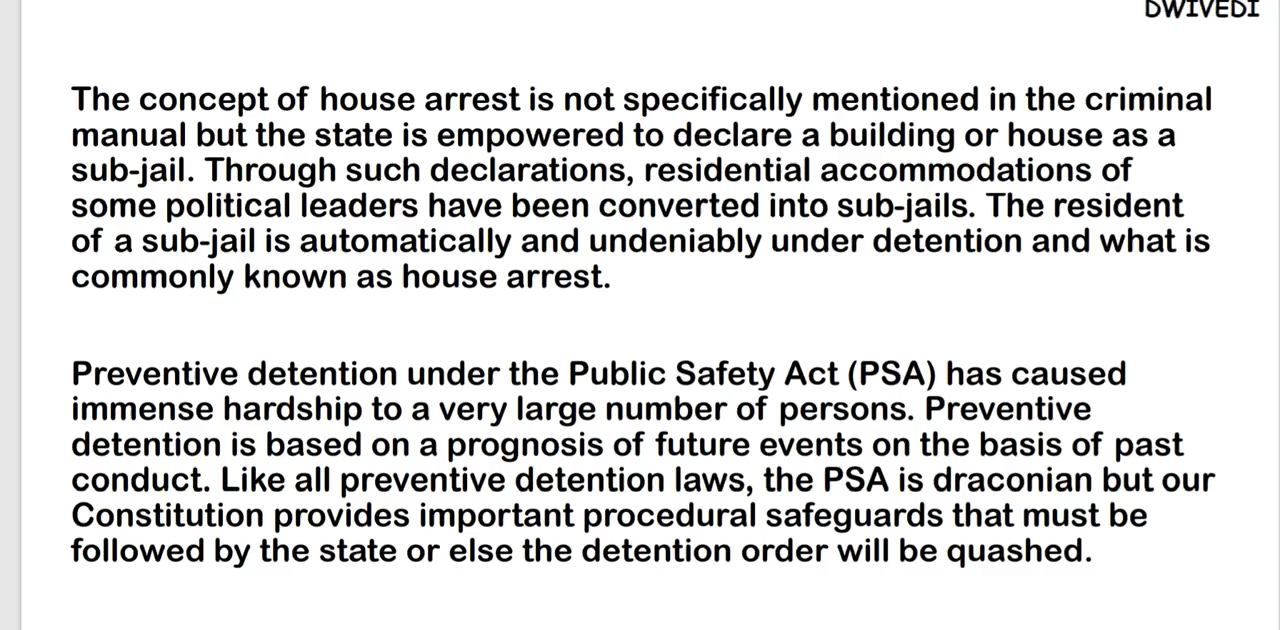 DWIVEDI
The concept of house arrest is not specifically mentioned in the criminal
manual but the state is empowered to declare a building or house as a
sub-jail. Through such declarations, residential accommodations of
some political leaders have been converted into sub-jails. The resident
of a sub-jail is automatically and undeniably under detention and what is
commonly known as house arrest.
Preventive detention under the Public Safety Act (PSA) has caused
immense hardship to a very large number of persons. Preventive
detention is based on a prognosis of future events on the basis of past
conduct. Like all preventive detention laws, the PSA is draconian but our
Constitution provides important procedural safeguards that must be
followed by the state or else the detention order will be quashed.